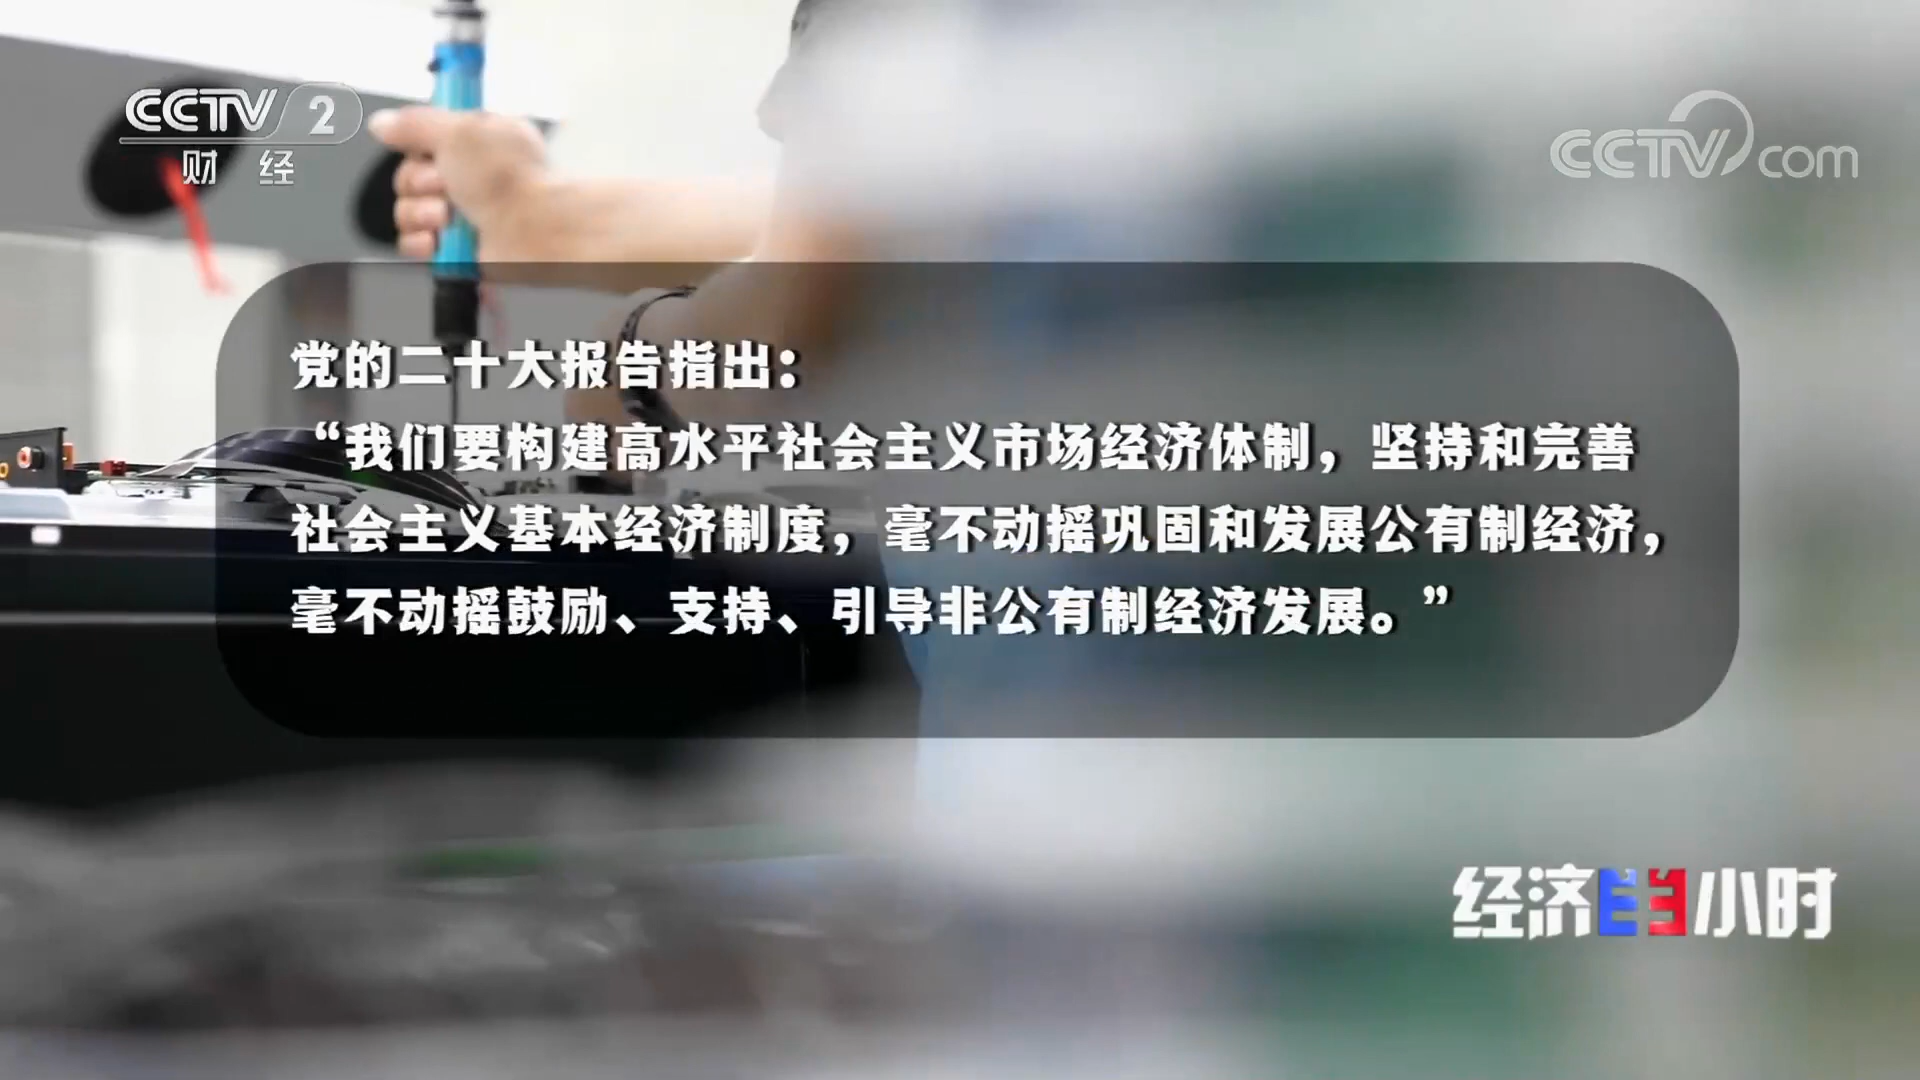 CCTV 2
财 经
CCTV com
党的二十大报告指出：
“我们要构建高水平社会主义市场经济体制，坚持和完善
社会主义基本经济制度，毫不动摇巩固和发展公有制经济，
毫不动摇鼓励、支持、引导非公有制经济发展。”
经济半小时